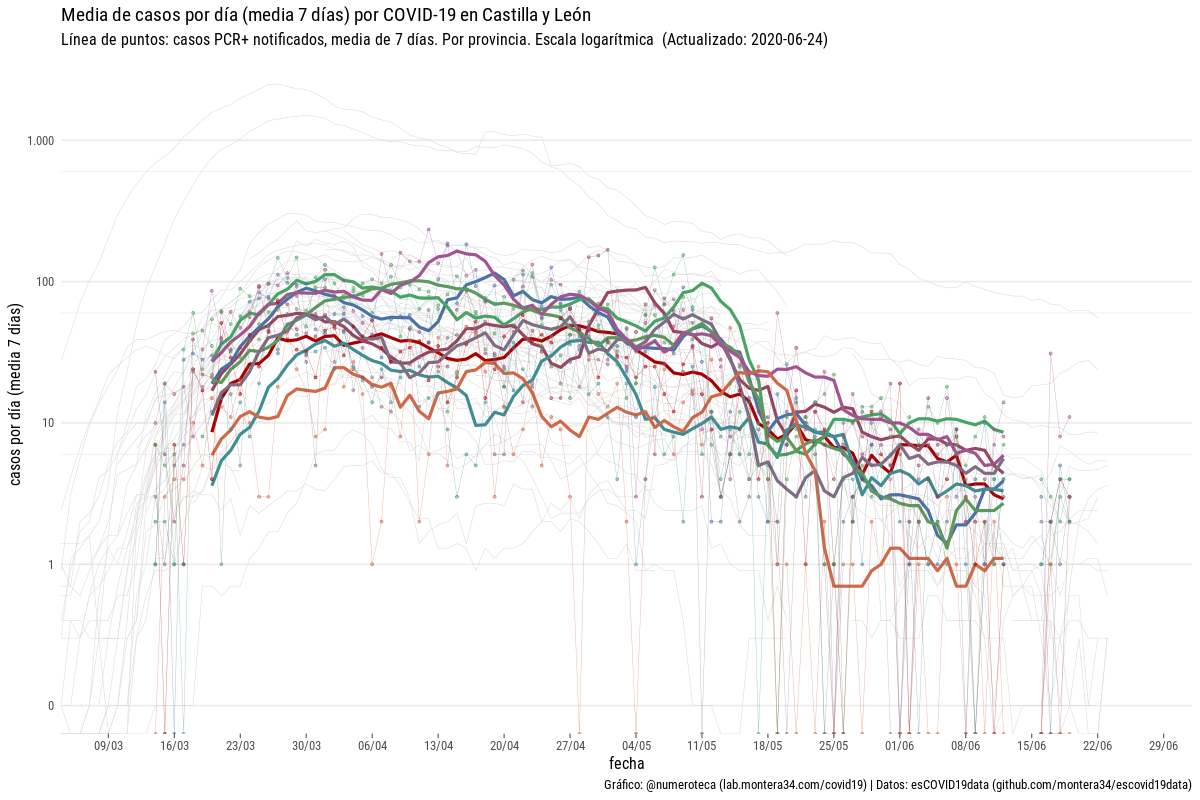 Media de casos por día (media 7 días) por COVID-19 en Castilla y León
Línea de puntos: casos PCR+ notificados, media de 7 días. Por provincia. Escala logarítmica  (Actualizado: 2020-06-24)
casos por día (media 7 días)
1.000
100
10
1
0
09/03 16/03 23/03 30/03 06/04 13/04 20/04 27/04 04/05 11/05 18/05 25/05 01/06 08/06 15/06 22/06 29/06
fecha
Gráfico: @numeroteca (lab.montera34.com/covid19) | Datos: esCOVID19data (github.com/montera34/escovid19data)